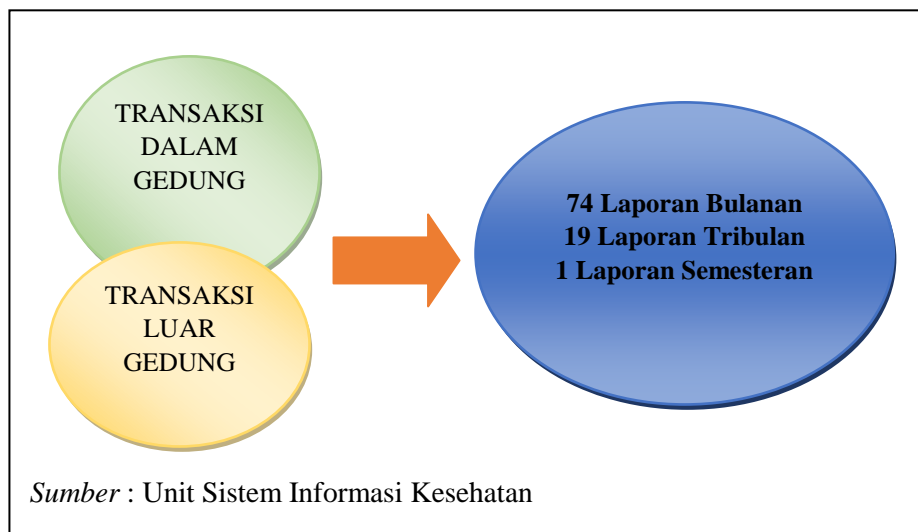 TRANSAKSI
DALAM
GEDUNG
TRANSAKSI
LUAR
GEDUNG
74 Laporan Bulanan
19 Laporan Tribulan
1 Laporan Semesteran
Sumber : Unit Sistem Informasi Kesehatan